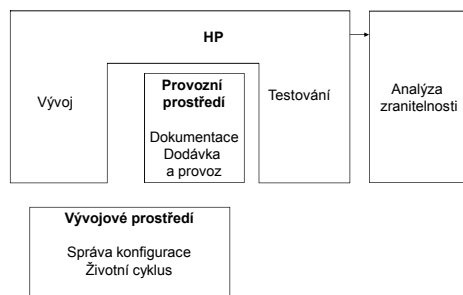 HP
Vývoj
Provozní
prostředí
Dokumentace
Dodávka
a provoz
Testování
Analýza
zranitelnosti
Vývojové prostředí
Správa konfigurace
Životní cyklus